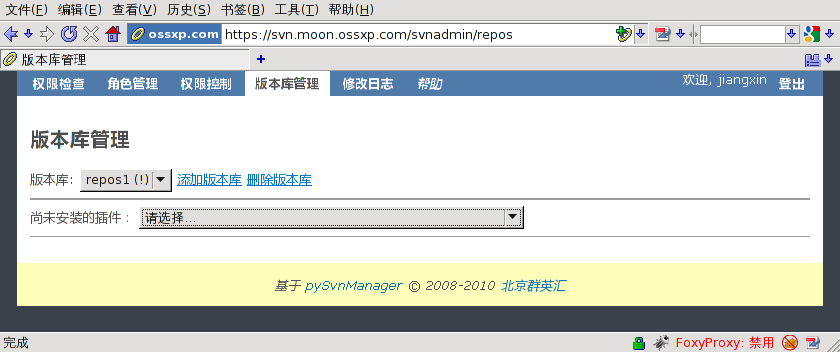 文件(F) 编辑(E) 查看(V) 历史(S) 书签(B) 工具(T) 帮助(H)
ossxp.com https://svn.moon.ossxp.com/svnadmin/repos
版本库管理
权限检查 角色管理 权限控制 版本库管理 修改日志 帮助 欢迎, jiangxin 登出
版本库管理
版本库: repos1 (!) 添加版本库 删除版本库
尚未安装的插件： 请选择...
基于 pySvnManager © 2008-2010 北京群英汇
完成 FoxyProxy: 禁用